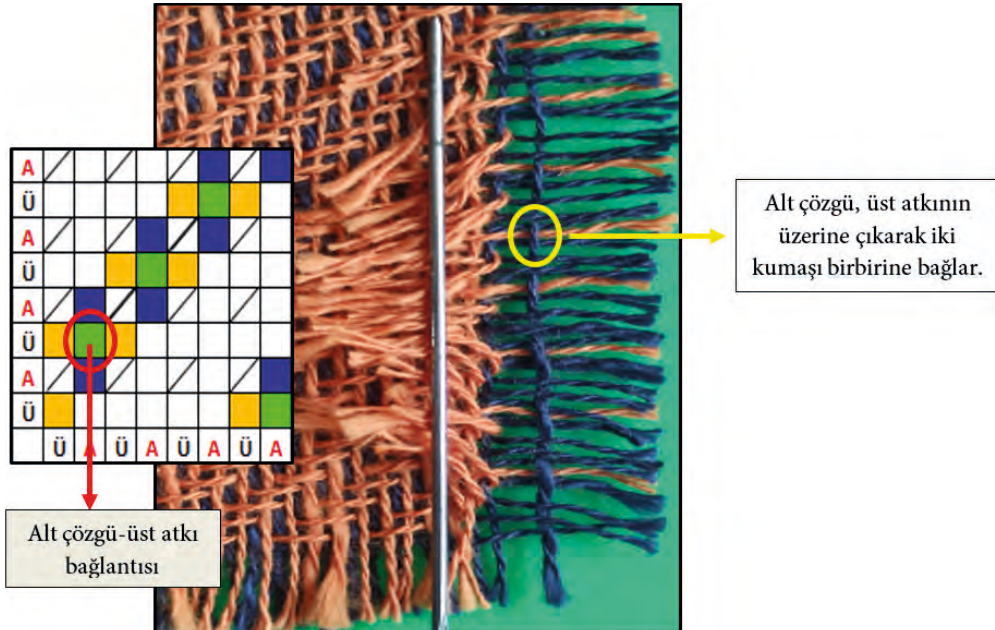 A
Ü
A
Ü
A
Ü
A
Ü
Ü A Ü A Ü A Ü A
Alt çözgü-üst atkı
bağlantısı
Alt çözgü, üst atkının
üzerine çıkarak iki
kumaşı birbirine bağlar.